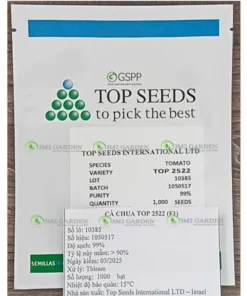 GSPP
TOP SEEDS
to pick the best
TOP SEEDS INTERNATIONAL LTD
SPECIES TOMATO
VARIETY TOP 2522
LOT 10385
BATCH 1050517
PURITY 99%
QUANTITY 1,000 SEEDS
CÀ CHUA TOP 2522 (F1)
Số lô: 10385
Số hiệu: 1050517
Độ sạch: 99%
Tỷ lệ nảy mầm: > 90%
Ngày kiểm: 03/2025
Xử lý: Thiram
Số lượng: 1000 hạt
Nhiệt độ bảo quản: 15°C
Nhà sản xuất: Top Seeds International LTD – Israel
SEMILLAS